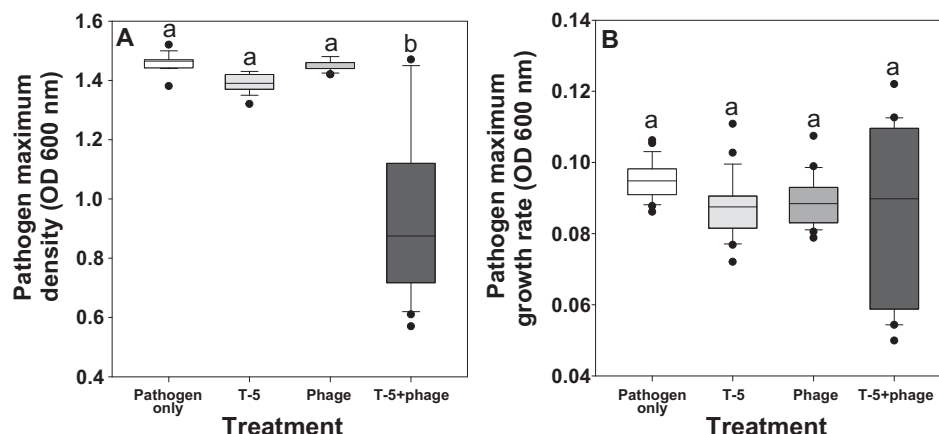 A
Pathogen maximum
density (OD 600 nm)
1.6
1.4
1.2
1.0
0.8
0.6
0.4
a
a
a
b
Pathogen
only
T-5
Phage
T-5+phage
Treatment
B
Pathogen maximum
growth rate (OD 600 nm)
0.14
0.12
0.10
0.08
0.06
0.04
a
a
a
a
Pathogen
only
T-5
Phage
T-5+phage
Treatment